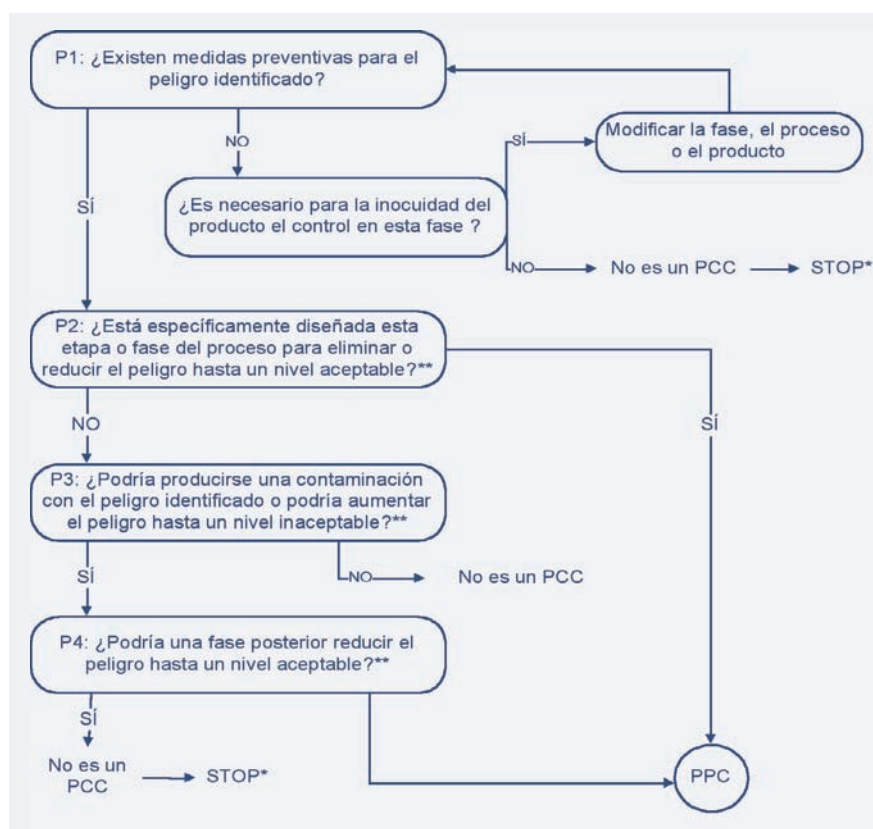 P1: ¿Existen medidas preventivas para el
peligro identificado?
NO
SÍ
Modificar la fase, el proceso
o el producto
SÍ
¿Es necesario para la inocuidad del
producto el control en esta fase ?
NO
No es un PCC
STOP*
P2: ¿Está específicamente diseñada esta
etapa o fase del proceso para eliminar o
reducir el peligro hasta un nivel aceptable?**
NO
SÍ
P3: ¿Podría producirse una contaminación
con el peligro identificado o podría aumentar
el peligro hasta un nivel inaceptable?**
SÍ
NO
No es un PCC
P4: ¿Podría una fase posterior reducir el
peligro hasta un nivel aceptable?**
SÍ
No es un
PCC
STOP*
PPC